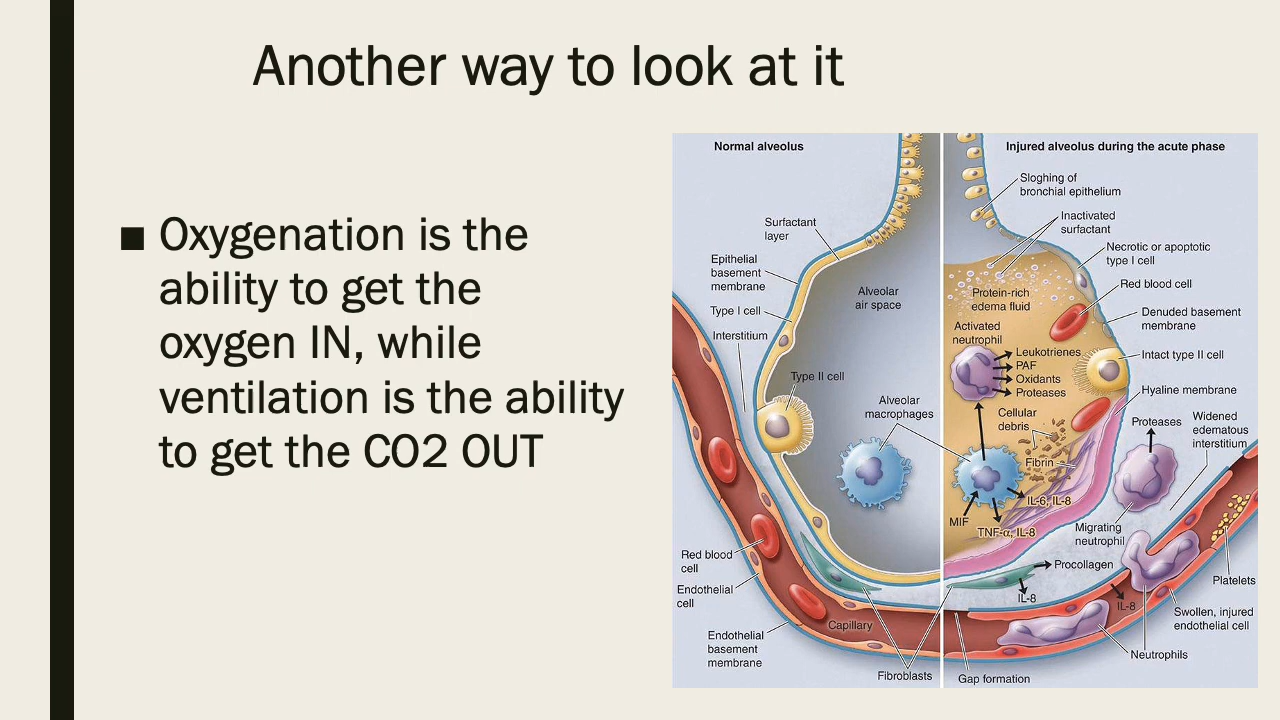 Another way to look at it
■ Oxygenation is the
ability to get the
oxygen IN, while
ventilation is the ability
to get the CO2 OUT
Normal alveolus
Surfactant
layer
Epithelial
basement
membrane
Type I cell
Interstitium
Alveolar
air space
Type II cell
Alveolar
macrophages
Red blood
cell
Endothelial
cell
Endothelial
basement
membrane
Capillary
Fibroblasts
Injured alveolus during the acute phase
Sloghing of
bronchial epithelium
Inactivated
surfactant
Necrotic or apoptotic
type I cell
Red blood cell
Protein-rich
edema fluid
Denuded basement
membrane
Activated
neutrophil
Leukotrienes
PAF
Oxidants
Proteases
Intact type II cell
Hyaline membrane
Cellular
debris
Proteases
Widened
edematous
interstitium
Fibrin
IL-6, IL-8
MIF
TNF-α, IL-8
Migrating
neutrophil
Procollagen
IL-8
IL-8
Platelets
Swollen, injured
endothelial cell
Neutrophils
Gap formation